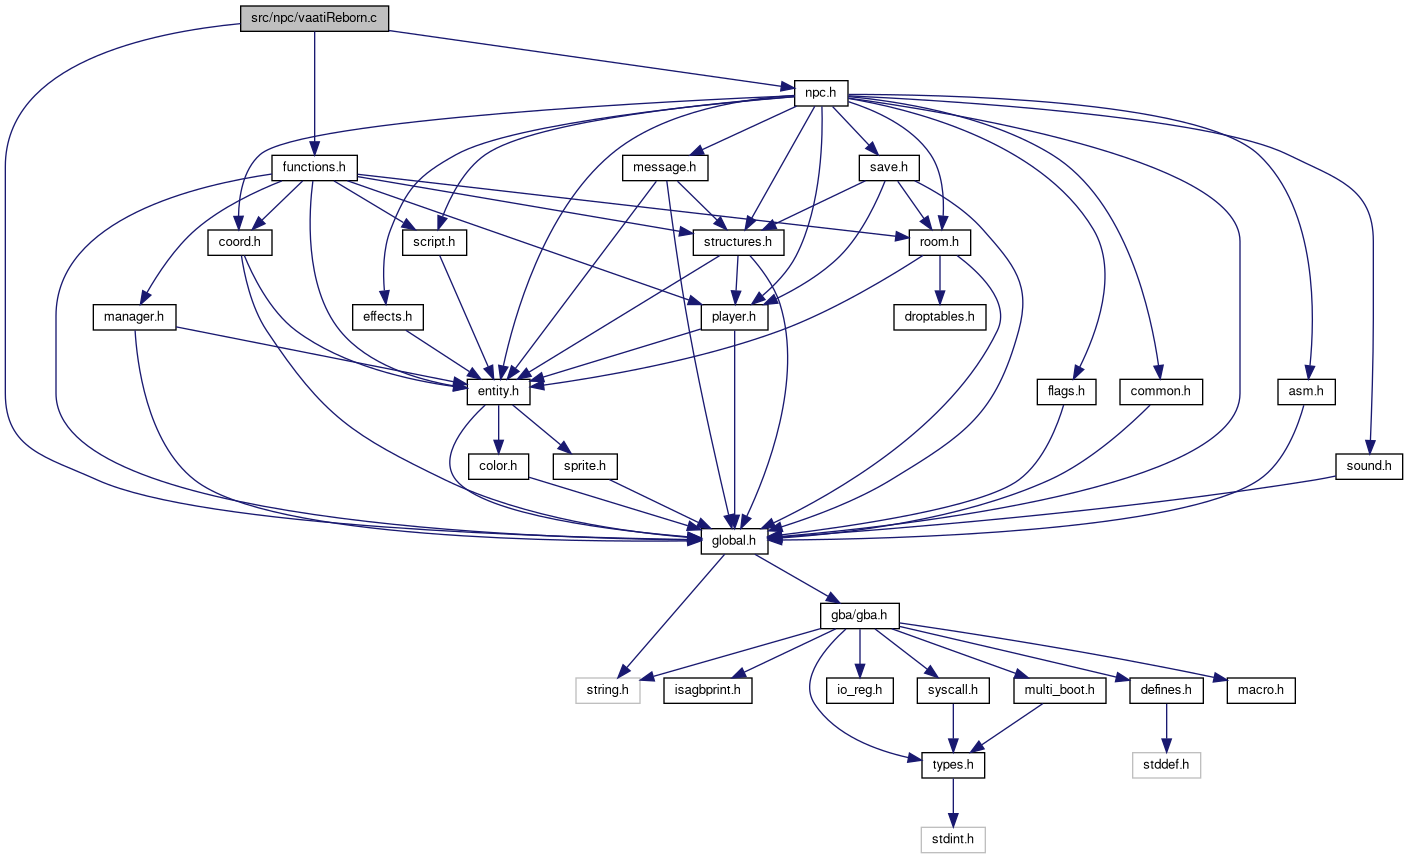 src/npc/vaatiReborn.c
npc.h
functions.h
message.h
save.h
coord.h
script.h
structures.h
room.h
manager.h
effects.h
player.h
droptables.h
entity.h
flags.h
common.h
asm.h
color.h
sprite.h
sound.h
global.h
gba/gba.h
string.h
isagbprint.h
io_reg.h
syscall.h
multi_boot.h
defines.h
macro.h
types.h
stddef.h
stdint.h